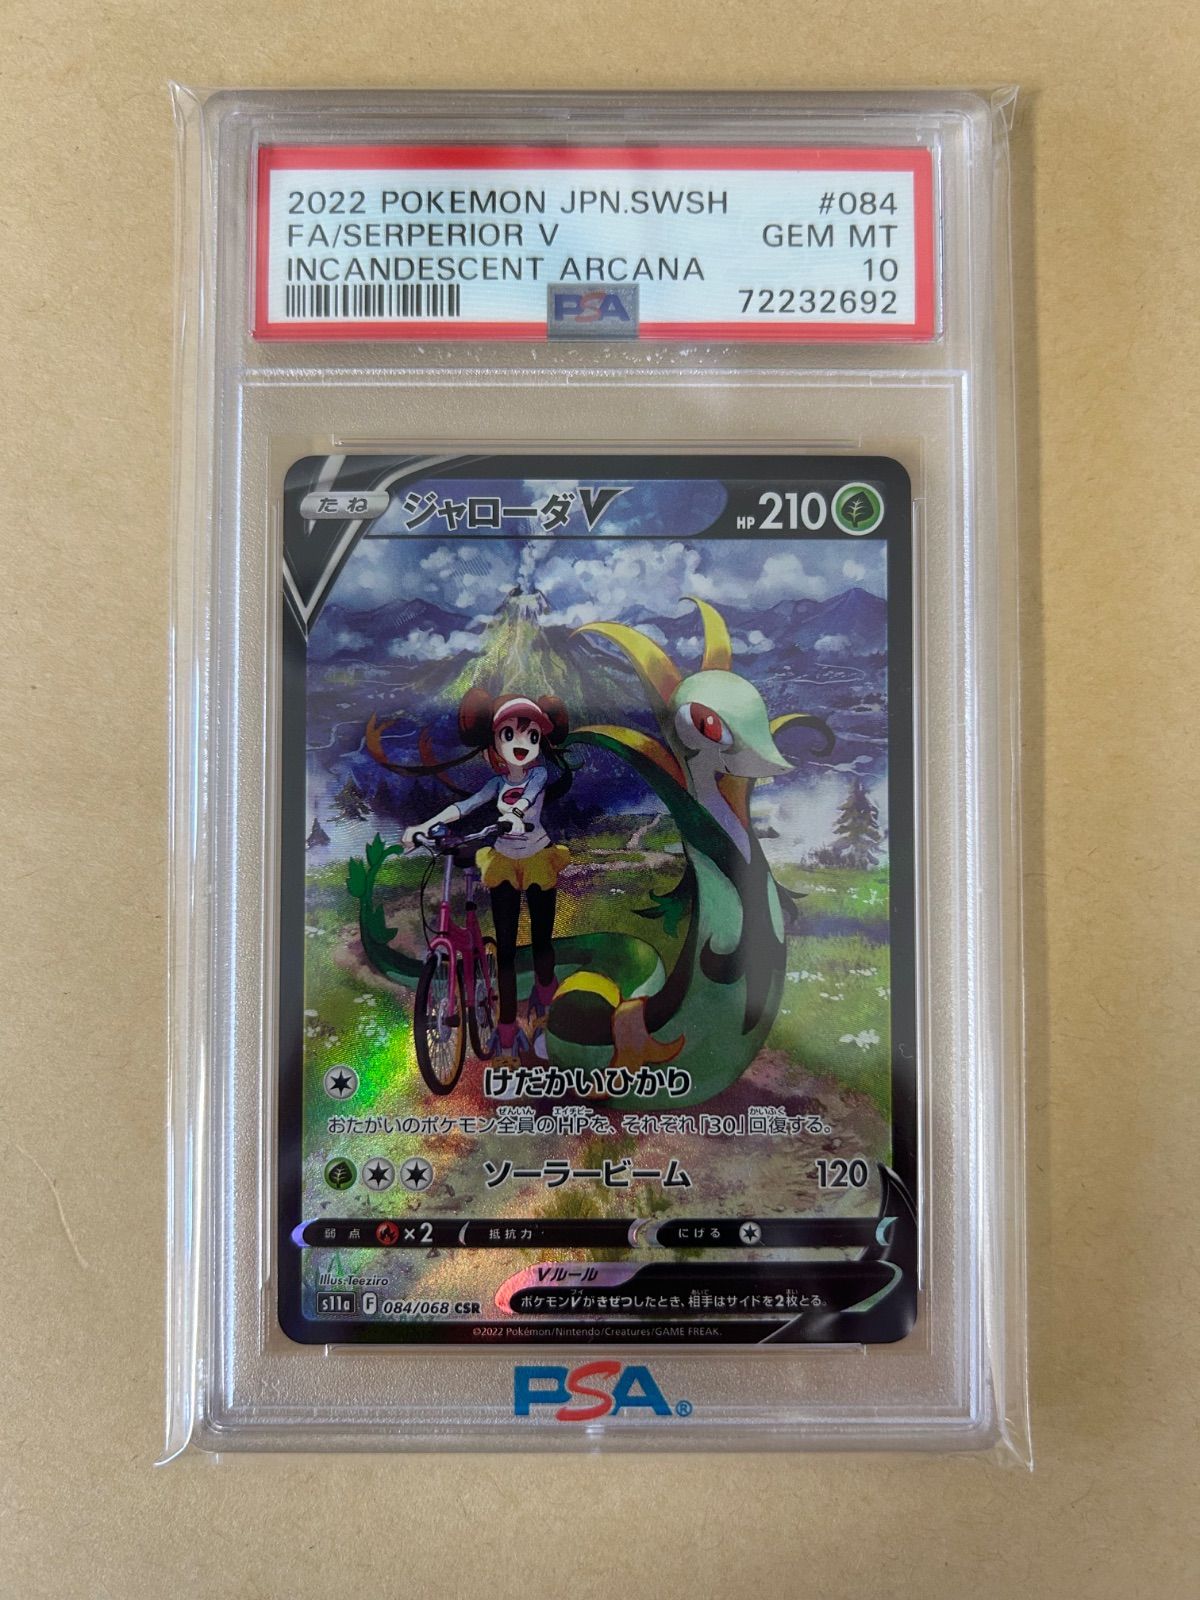 2022 POKEMON JPN.SWSH #084
FA/SERPERIOR V GEM MT
INCANDESCENT ARCANA 10
72232692
PSA
たね ジャローダV HP 210
けだかいひかり
おたがいのポケモン全員のHPを、それぞれ「30」回復する。
ソーラービーム 120
弱点 ×2 抵抗力 にげる
Illus. Teeziro
Vルール
ポケモンVがきぜつしたとき、相手はサイドを2枚とる。
s11a F 084/068 CSR
©2022 Pokémon/Nintendo/Creatures/GAME FREAK.
PSA®